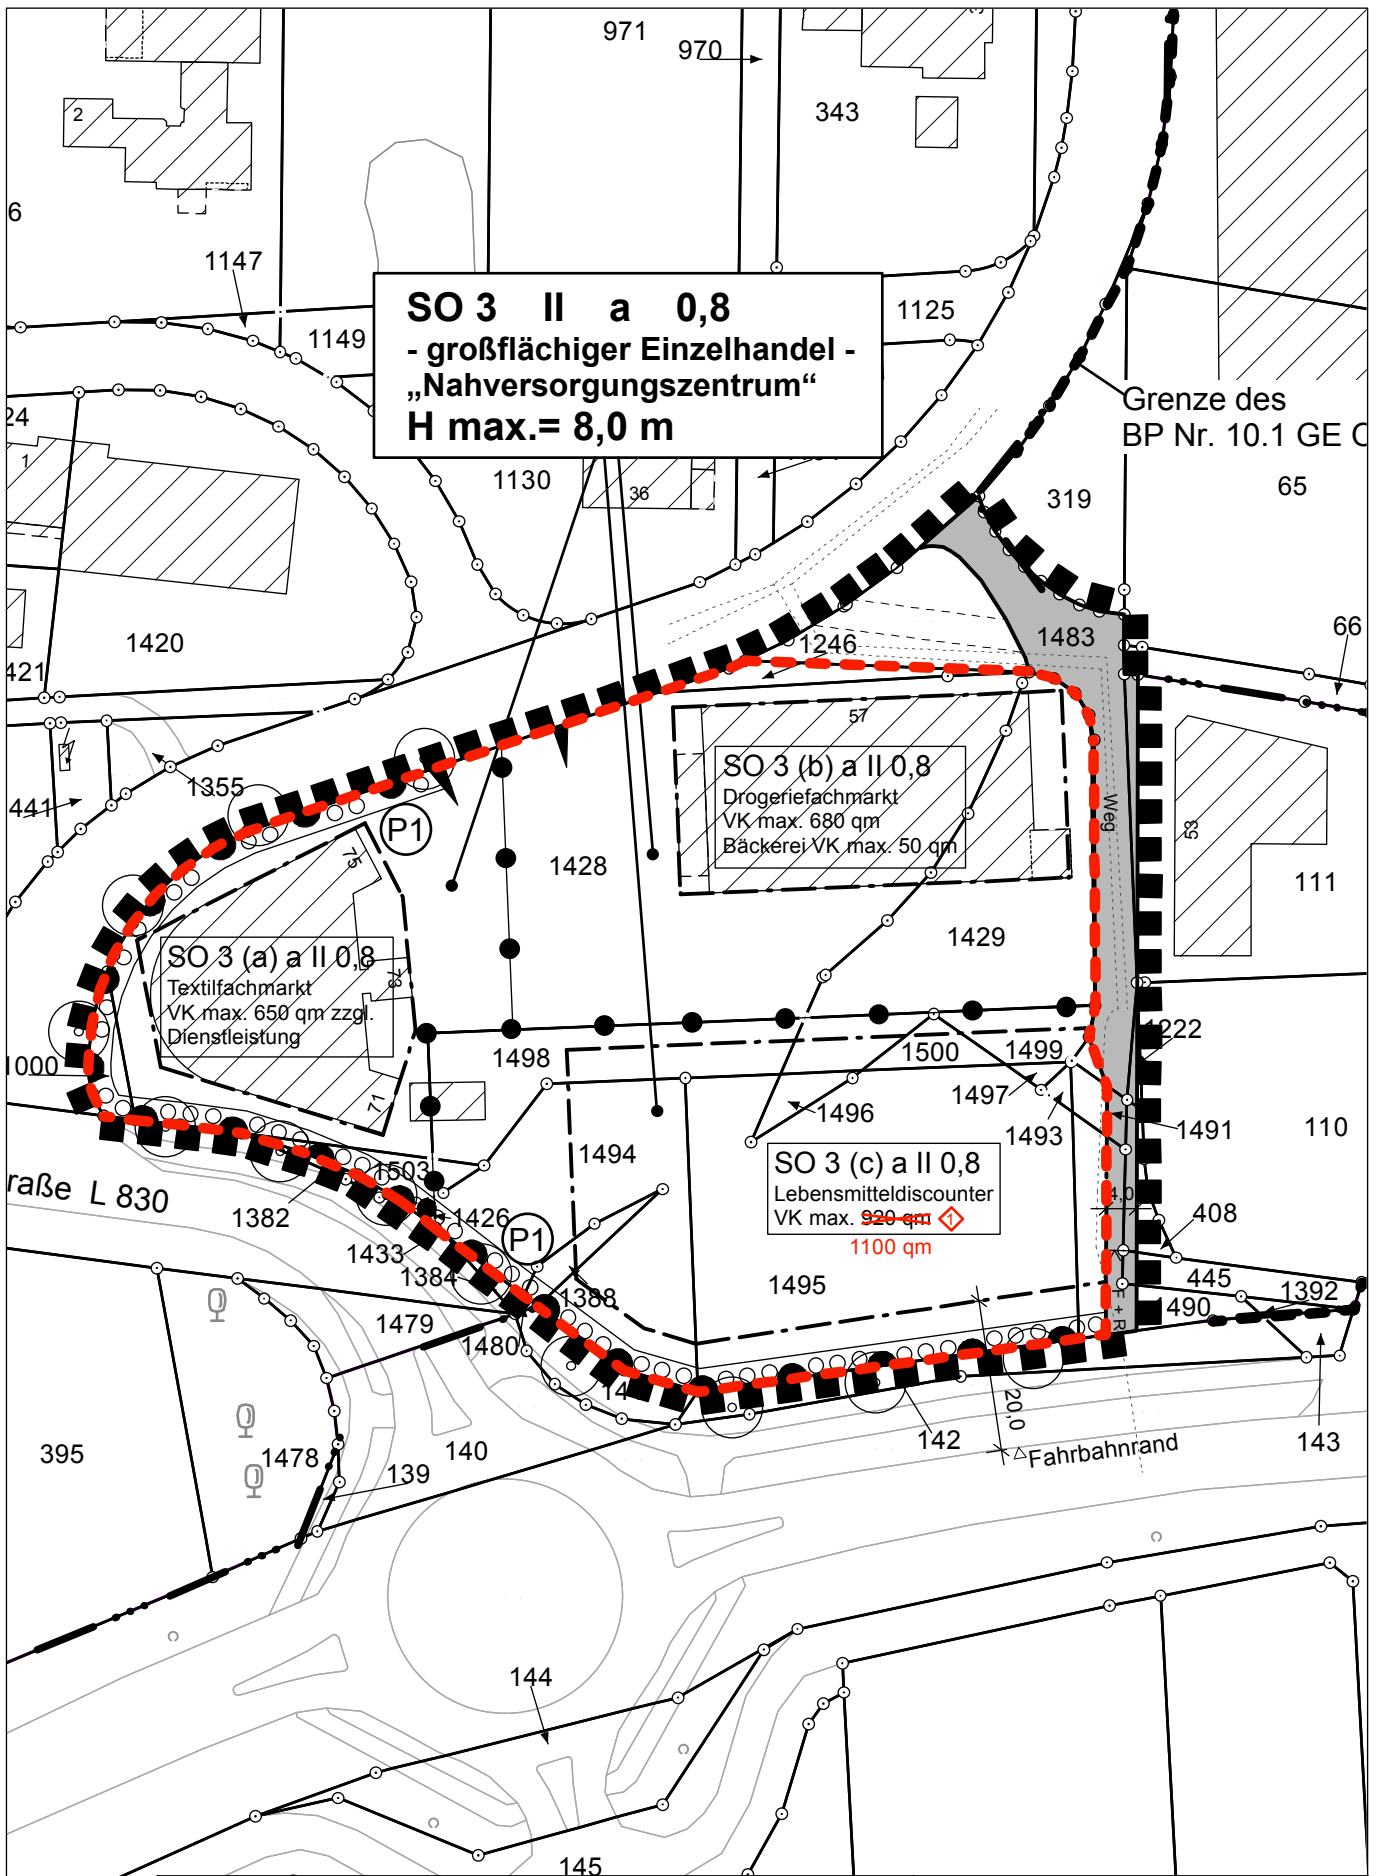 971
970
343
2
6
1147
1149
1125
SO 3 II a 0,8
- großflächiger Einzelhandel -
„Nahversorgungszentrum“
H max.= 8,0 m
Grenze des
BP Nr. 10.1 GE
24
1
1130
36
319
65
1420
421
1246
1483
66
1355
441
57
SO 3 (b) a II 0,8
Drogeriefachmarkt
VK max. 680 qm
Bäckerei VK max. 50 qm
Weg
53
P1
75
1428
111
1429
SO 3 (a) a II 0,8
Textilfachmarkt
VK max. 650 qm zzgl.
Dienstleistung
73
71
1000
1498
1500
1499
1222
1497
1496
1493
1491
110
1494
SO 3 (c) a II 0,8
Lebensmitteldiscounter
VK max. 920 qm 1
1100 qm
4,0
408
1503
raße L 830
1382
1426
P1
1433
1384
1388
1495
445
1392
1490
F + R
1479
1480
14
395
1478
140
139
142
20,0
Fahrbahnrand
143
144
145